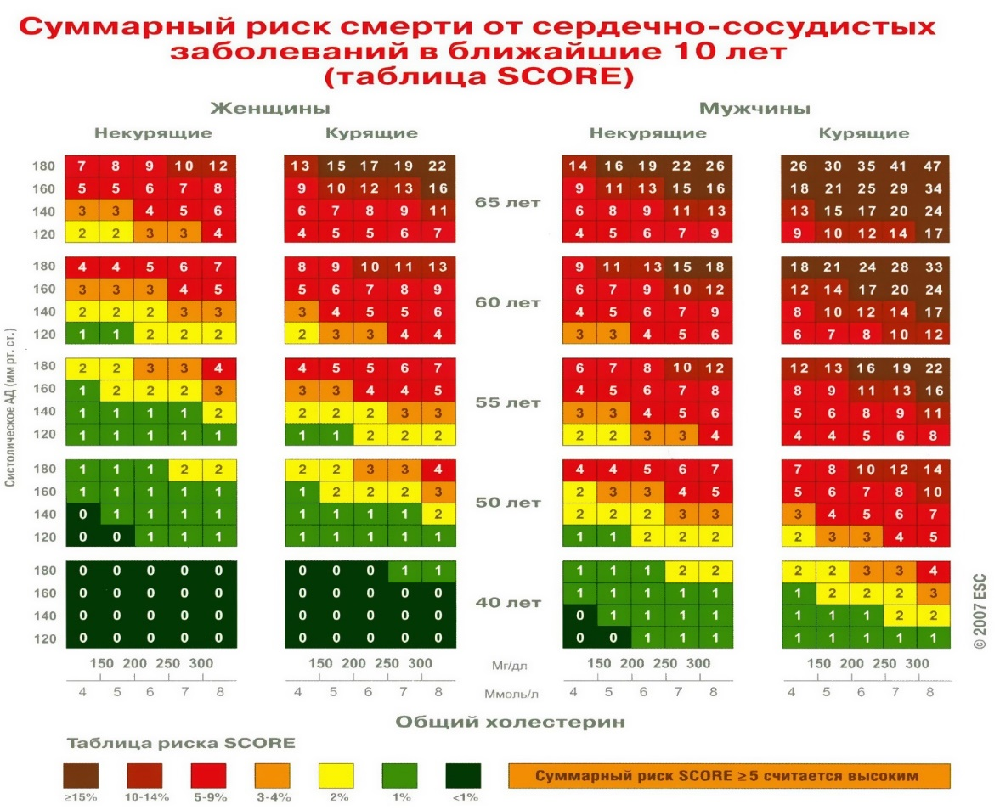 Суммарный риск смерти от сердечно-сосудистых
заболеваний в ближайшие 10 лет
(таблица SCORE)
Женщины Мужчины
Некурящие Курящие Некурящие Курящие
180 7 8 9 10 12 13 15 17 19 22 14 16 19 22 26 26 30 35 41 47
160 5 5 6 7 8 9 10 12 13 16 9 11 13 15 16 18 21 25 29 34
65 лет
140 3 3 4 5 6 6 7 8 9 11 6 8 9 11 13 13 15 17 20 24
120 2 2 3 3 4 4 5 5 6 7 4 5 6 7 9 9 10 12 14 17
180 4 4 5 6 7 8 9 10 11 13 9 11 13 15 18 18 21 24 28 33
160 3 3 3 4 5 5 6 7 8 9 6 7 9 10 12 12 14 17 20 24
60 лет
140 2 2 2 3 3 3 4 5 5 6 4 5 6 7 9 8 10 12 14 17
120 1 1 2 2 2 2 3 3 4 4 3 3 4 5 6 6 7 8 10 12
180 2 2 3 3 4 4 5 5 6 7 6 7 8 10 12 12 13 16 19 22
160 1 2 2 2 3 3 3 4 4 5 4 5 6 7 8 8 9 11 13 16
55 лет
140 1 1 1 1 2 2 2 2 3 3 3 3 4 5 6 5 6 8 9 11
120 1 1 1 1 1 1 1 2 2 2 2 2 3 3 4 4 4 5 6 8
180 1 1 1 2 2 2 2 3 3 4 4 4 5 6 7 7 8 10 12 14
160 1 1 1 1 1 1 2 2 2 3 2 3 3 4 5 5 6 7 8 10
50 лет
140 0 1 1 1 1 1 1 1 1 2 2 2 2 3 3 3 4 5 6 7
120 0 0 1 1 1 1 1 1 1 1 1 1 2 2 2 2 3 3 4 5
180 0 0 0 0 0 0 0 0 1 1 1 1 1 2 2 2 2 3 3 4
160 0 0 0 0 0 0 0 0 0 0 1 1 1 1 1 1 2 2 2 3
40 лет
140 0 0 0 0 0 0 0 0 0 0 0 1 1 1 1 1 1 1 2 2
120 0 0 0 0 0 0 0 0 0 0 0 0 1 1 1 1 1 1 1 1
Систолическое АД (мм рт. ст.)
© 2007 ESC
150 200 250 300 150 200 250 300 Мг/дл 150 200 250 300 150 200 250 300
4 5 6 7 8 4 5 6 7 8 Ммоль/л 4 5 6 7 8 4 5 6 7 8
Общий холестерин
Таблица риска SCORE
≥15% 10-14% 5-9% 3-4% 2% 1% <1%
Суммарный риск SCORE ≥ 5 считается высоким